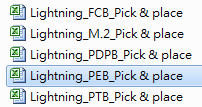 Lightning_FCB_Pick & place
Lightning_M.2_Pick & place
Lightning_PDPB_Pick & place
Lightning_PEB_Pick & place
Lightning_PTB_Pick & place